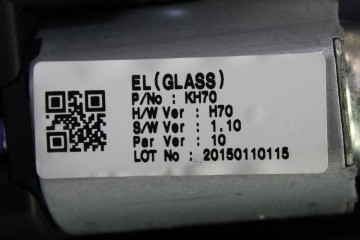 EL(GLASS)
P/No : KH70
H/W Ver : H70
S/W Ver : 1.10
Par Ver : 10
LOT No : 20150110115